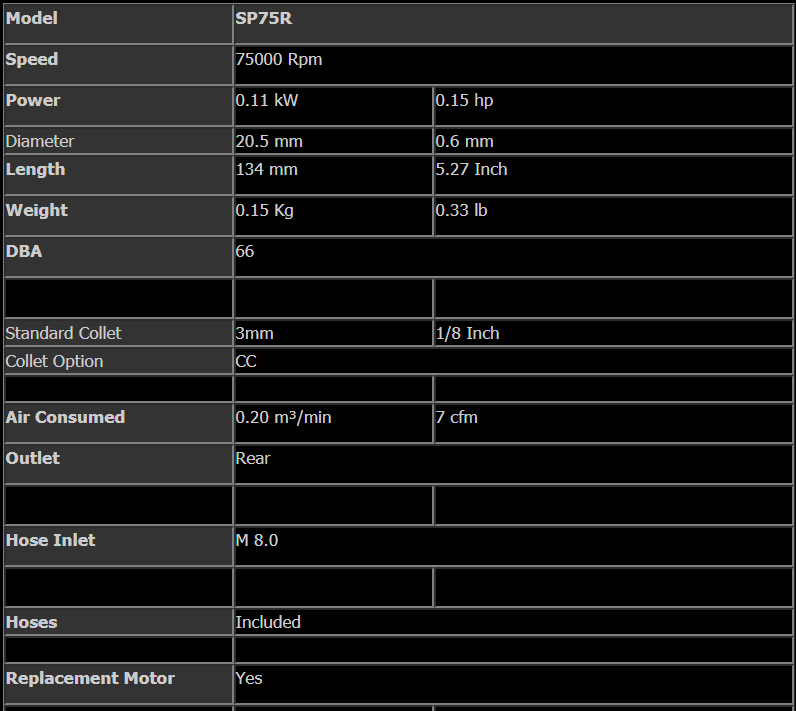 Model SP75R
Speed 75000 Rpm
Power 0.11 kW 0.15 hp
Diameter 20.5 mm 0.6 mm
Length 134 mm 5.27 Inch
Weight 0.15 Kg 0.33 lb
DBA 66
Standard Collet 3mm 1/8 Inch
Collet Option CC
Air Consumed 0.20 m³/min 7 cfm
Outlet Rear
Hose Inlet M 8.0
Hoses Included
Replacement Motor Yes